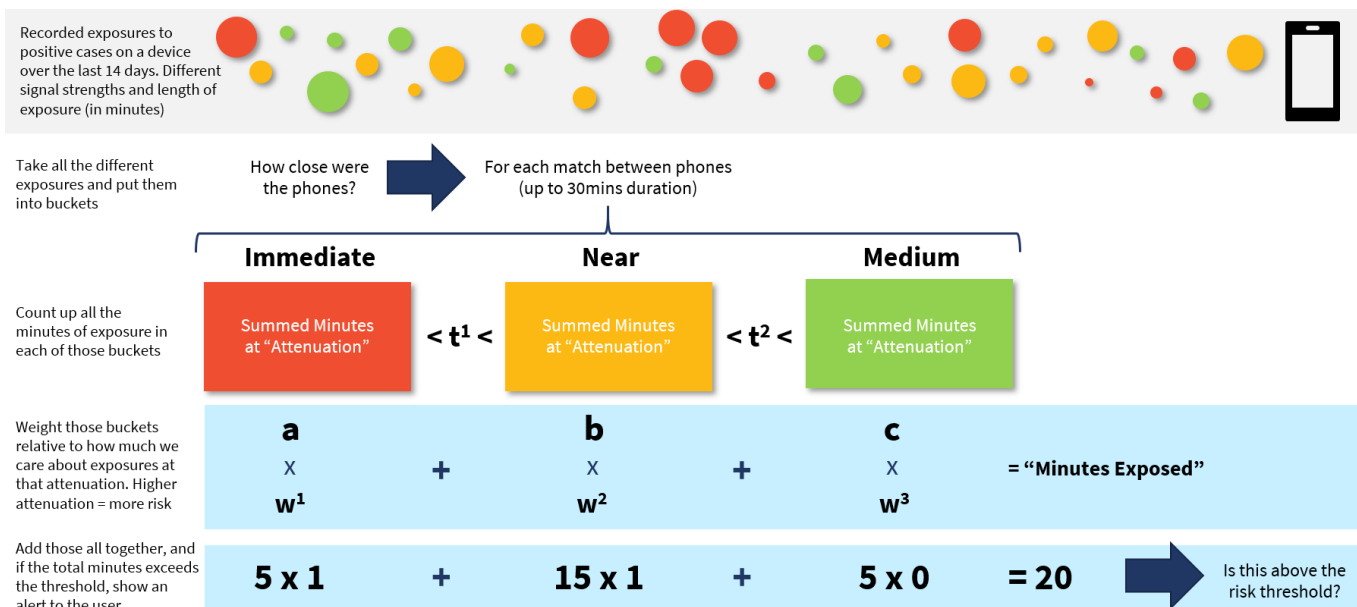 Recorded exposures to
positive cases on a device
over the last 14 days. Different
signal strengths and length of
exposure (in minutes)
Take all the different
exposures and put them
into buckets
How close were
the phones?
For each match between phones
(up to 30mins duration)
Immediate
Near
Medium
Count up all the
minutes of exposure in
each of those buckets
Summed Minutes
at “Attenuation”
< t¹ <
Summed Minutes
at “Attenuation”
< t² <
Summed Minutes
at “Attenuation”
Weight those buckets
relative to how much we
care about exposures at
that attenuation. Higher
attenuation = more risk
a
x
w¹
+
b
x
w²
+
c
x
w³
= “Minutes Exposed”
Add those all together, and
if the total minutes exceeds
the threshold, show an
alert to the user
5 x 1
+
15 x 1
+
5 x 0
= 20
Is this above the
risk threshold?